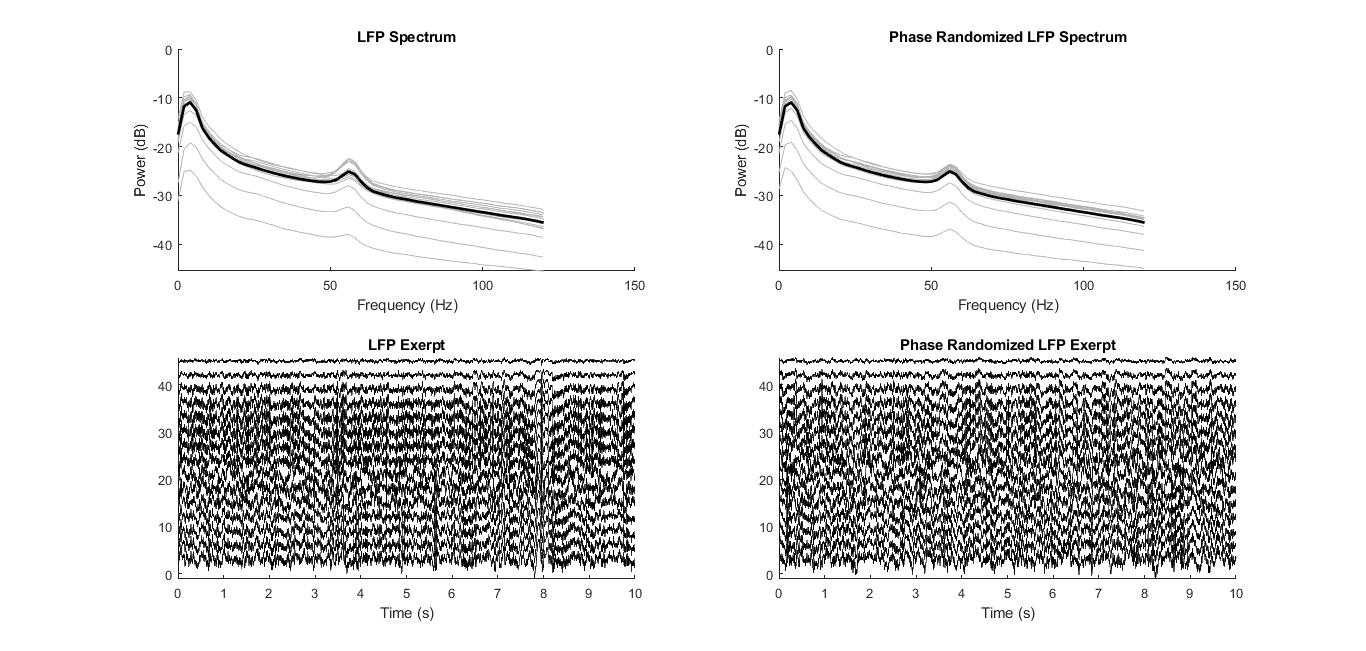 LFP Spectrum
0
-10
-20
-30
-40
Power (dB)
0
50
100
150
Frequency (Hz)
Phase Randomized LFP Spectrum
0
-10
-20
-30
-40
Power (dB)
0
50
100
150
Frequency (Hz)
LFP Exerpt
40
30
20
10
0
0 1 2 3 4 5 6 7 8 9 10
Time (s)
Phase Randomized LFP Exerpt
40
30
20
10
0
0 1 2 3 4 5 6 7 8 9 10
Time (s)